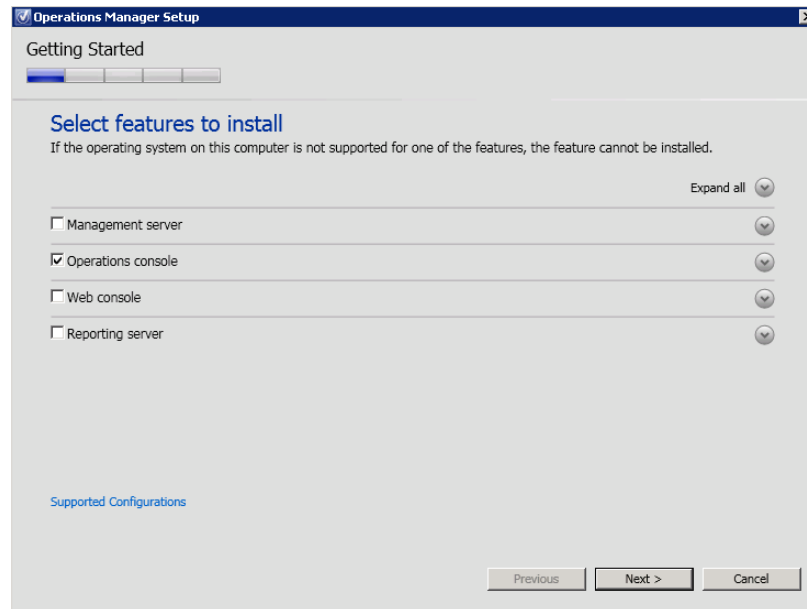 Operations Manager Setup
Getting Started
Select features to install
If the operating system on this computer is not supported for one of the features, the feature cannot be installed.
Expand all
Management server
Operations console
Web console
Reporting server
Supported Configurations
Previous Next > Cancel